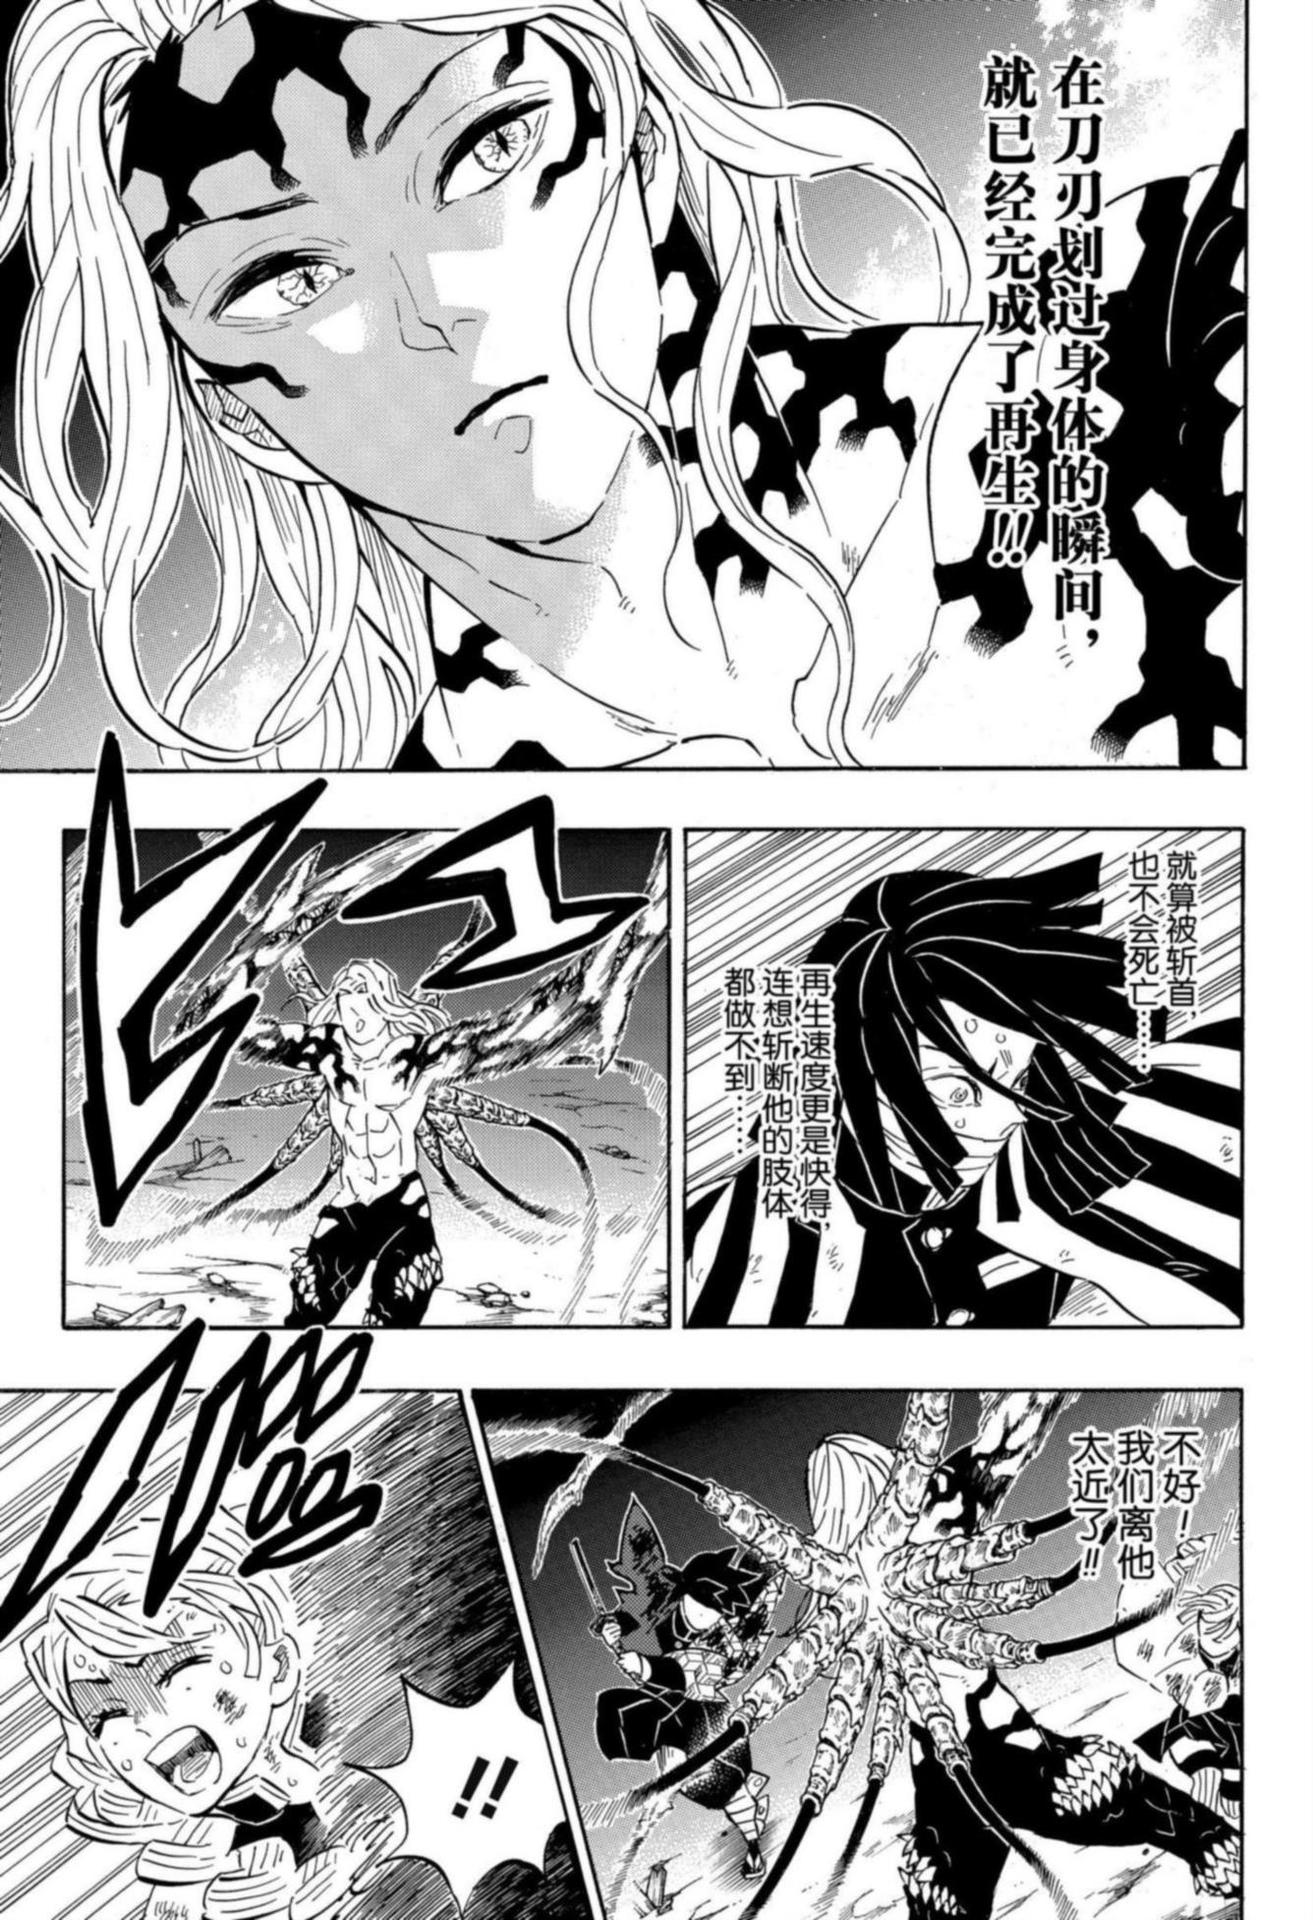 在刀刃划过身体的瞬间，
就已经完成了再生!!
就算被斩首，
也不会死亡……
再生速度更是快得，
连想斩断他的肢体
都做不到……
不好！
我们离他
太近了!!
!!